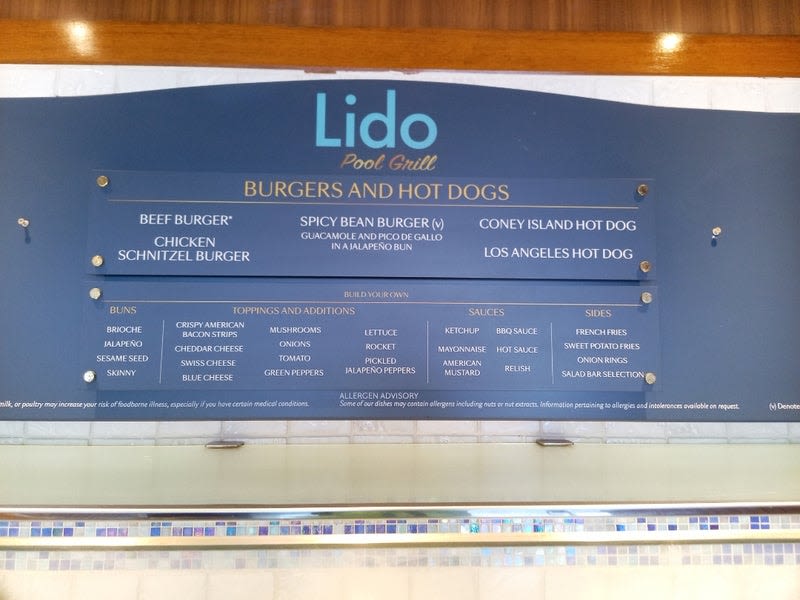 Lido
Pool Grill
BURGERS AND HOT DOGS
BEEF BURGER*
CHICKEN
SCHNITZEL BURGER
SPICY BEAN BURGER (v)
GUACAMOLE AND PICO DE GALLO
IN A JALAPEÑO BUN
CONEY ISLAND HOT DOG
LOS ANGELES HOT DOG
BUILD YOUR OWN
BUNS
BRIOCHE
JALAPEÑO
SESAME SEED
SKINNY
TOPPINGS AND ADDITIONS
CRISPY AMERICAN
BACON STRIPS
CHEDDAR CHEESE
SWISS CHEESE
BLUE CHEESE
MUSHROOMS
ONIONS
TOMATO
GREEN PEPPERS
LETTUCE
ROCKET
PICKLED
JALAPEÑO PEPPERS
SAUCES
KETCHUP
MAYONNAISE
AMERICAN
MUSTARD
BBQ SAUCE
HOT SAUCE
RELISH
SIDES
FRENCH FRIES
SWEET POTATO FRIES
ONION RINGS
SALAD BAR SELECTION
milk, or poultry may increase your risk of foodborne illness, especially if you have certain medical conditions.
ALLERGEN ADVISORY
Some of our dishes may contain allergens including nuts or nut extracts. Information pertaining to allergies and intolerances available on request.
(v) Denote